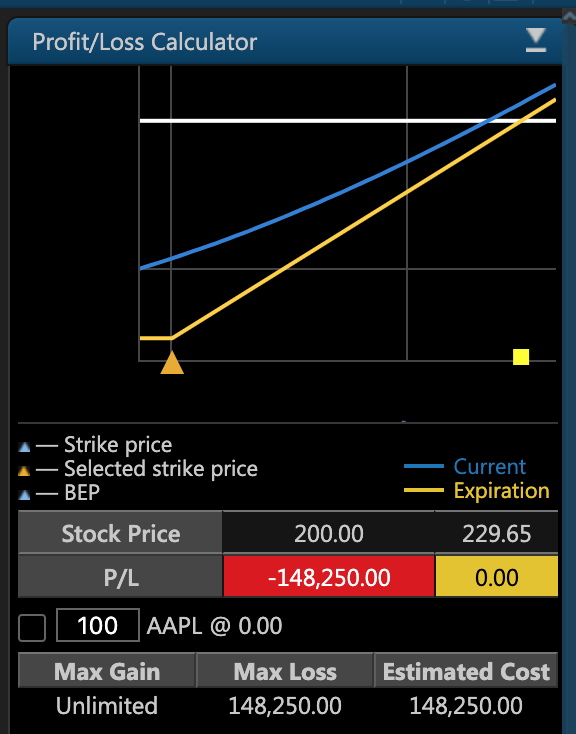 Profit/Loss Calculator
— Strike price
— Selected strike price
— BEP
Current
Expiration
Stock Price 200.00 229.65
P/L -148,250.00 0.00
100 AAPL @ 0.00
Max Gain Max Loss Estimated Cost
Unlimited 148,250.00 148,250.00